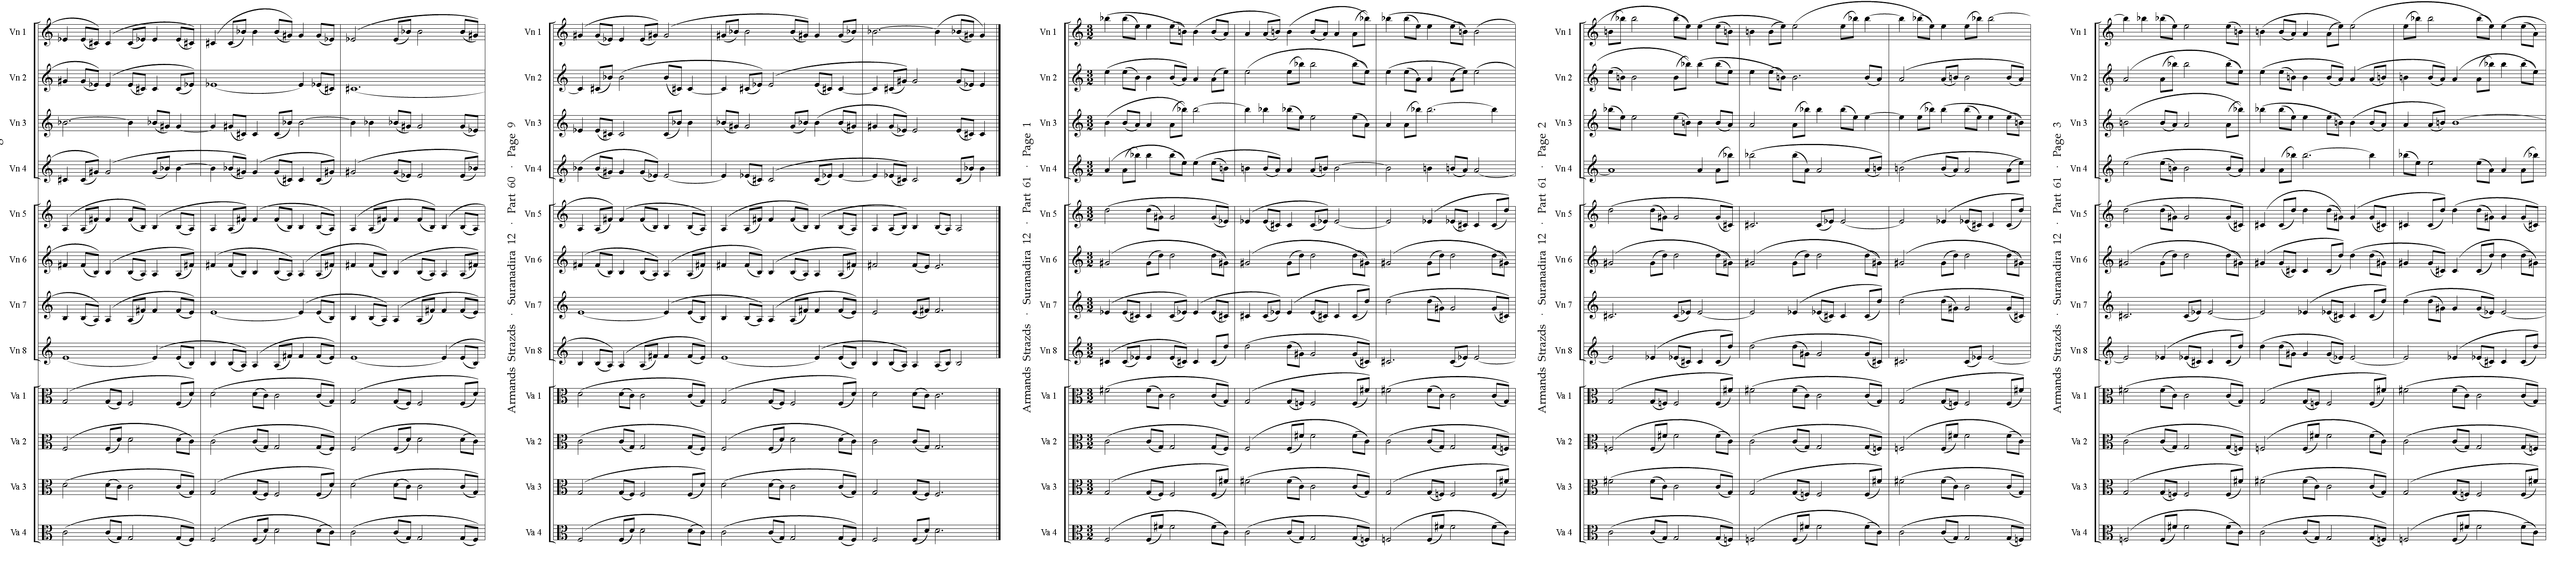 Vn 1
Vn 2
Vn 3
Vn 4
Vn 5
Vn 6
Vn 7
Vn 8
Va 1
Va 2
Va 3
Va 4
Armands Strazds · Suranadira 12 · Part 60 · Page 9
Vn 1
Vn 2
Vn 3
Vn 4
Vn 5
Vn 6
Vn 7
Vn 8
Va 1
Va 2
Va 3
Va 4
Armands Strazds · Suranadira 12 · Part 61 · Page 1
Vn 1
Vn 2
Vn 3
Vn 4
Vn 5
Vn 6
Vn 7
Vn 8
Va 1
Va 2
Va 3
Va 4
Armands Strazds · Suranadira 12 · Part 61 · Page 2
Vn 1
Vn 2
Vn 3
Vn 4
Vn 5
Vn 6
Vn 7
Vn 8
Va 1
Va 2
Va 3
Va 4
Armands Strazds · Suranadira 12 · Part 61 · Page 3
Vn 1
Vn 2
Vn 3
Vn 4
Vn 5
Vn 6
Vn 7
Vn 8
Va 1
Va 2
Va 3
Va 4